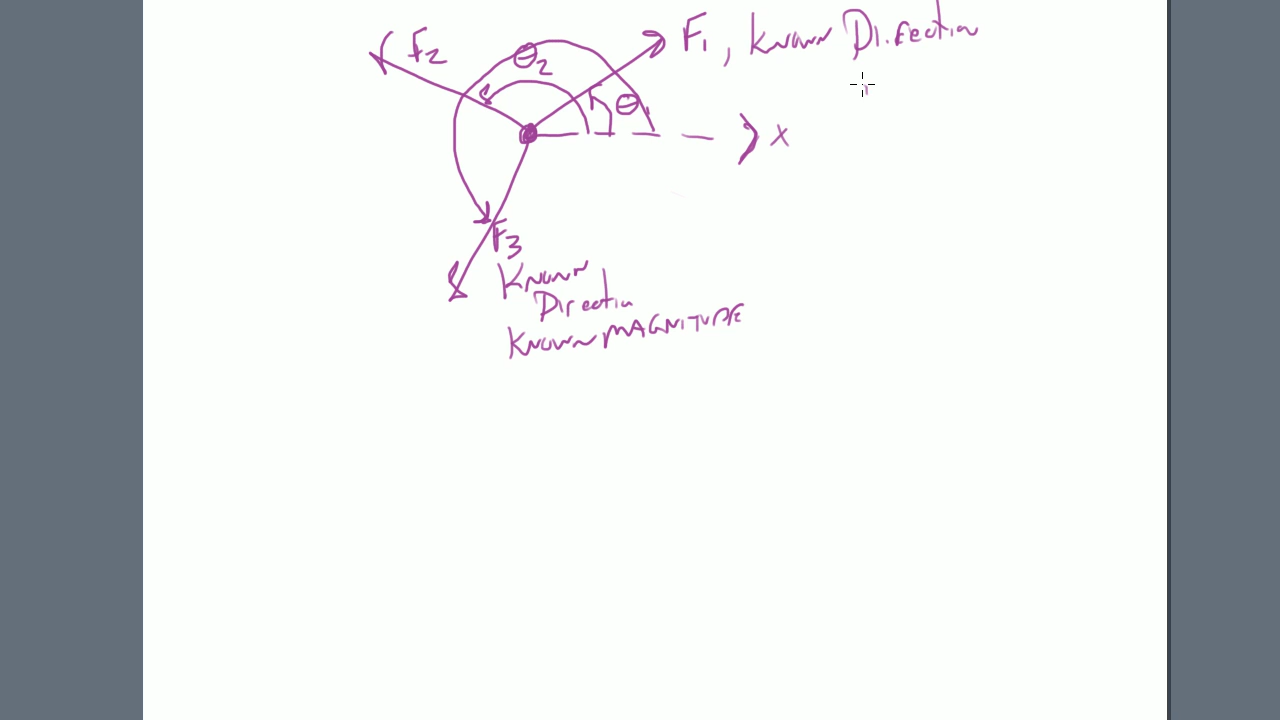 F₁, Known Direction
F₂
θ₂
θ₁
x
F₃
Known
Direction
KNOWN MAGNITUDE